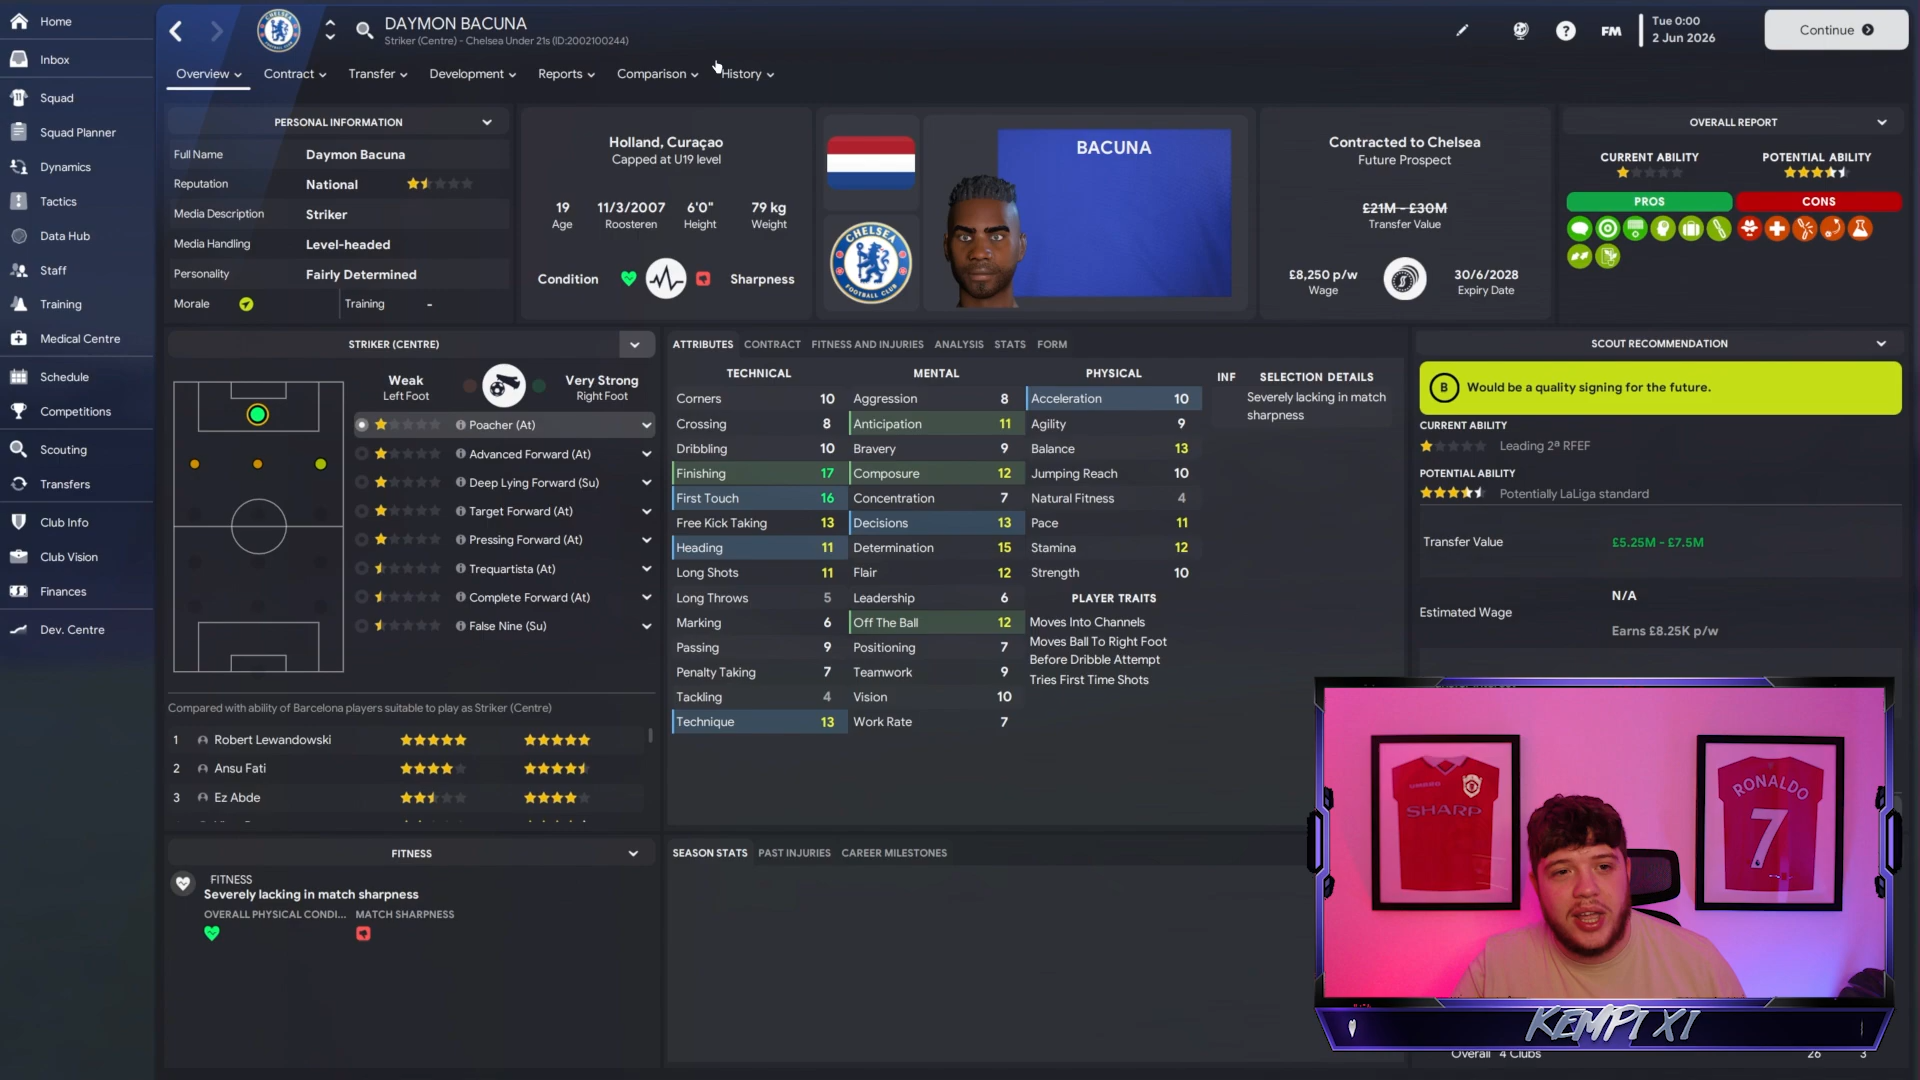 Home
Inbox
Squad
Squad Planner
Dynamics
Tactics
Data Hub
Staff
Training
Medical Centre
Schedule
Competitions
Scouting
Transfers
Club Info
Club Vision
Finances
Dev. Centre
DAYMON BACUNA
Striker (Centre) - Chelsea Under 21s (ID:2002100244)
FM
Tue 0:00
2 Jun 2026
Continue
Overview
Contract
Transfer
Development
Reports
Comparison
History
PERSONAL INFORMATION
Full Name Daymon Bacuna
Reputation National
Media Description Striker
Media Handling Level-headed
Personality Fairly Determined
Morale
Training -
Holland, Curaçao
Capped at U19 level
19 11/3/2007 6'0" 79 kg
Age Roosteren Height Weight
Condition Sharpness
CHELSEA
FOOTBALL CLUB
BACUNA
Contracted to Chelsea
Future Prospect
£21M - £30M
Transfer Value
£8,250 p/w 30/6/2028
Wage Expiry Date
OVERALL REPORT
CURRENT ABILITY POTENTIAL ABILITY
PROS CONS
STRIKER (CENTRE)
Weak
Left Foot
Very Strong
Right Foot
Poacher (At)
Advanced Forward (At)
Deep Lying Forward (Su)
Target Forward (At)
Pressing Forward (At)
Trequartista (At)
Complete Forward (At)
False Nine (Su)
Compared with ability of Barcelona players suitable to play as Striker (Centre)
1 Robert Lewandowski
2 Ansu Fati
3 Ez Abde
FITNESS
FITNESS
Severely lacking in match sharpness
OVERALL PHYSICAL CONDI... MATCH SHARPNESS
ATTRIBUTES CONTRACT FITNESS AND INJURIES ANALYSIS STATS FORM
TECHNICAL
Corners 10
Crossing 8
Dribbling 10
Finishing 17
First Touch 16
Free Kick Taking 13
Heading 11
Long Shots 11
Long Throws 5
Marking 6
Passing 9
Penalty Taking 7
Tackling 4
Technique 13
MENTAL
Aggression 8
Anticipation 11
Bravery 9
Composure 12
Concentration 7
Decisions 13
Determination 15
Flair 12
Leadership 6
Off The Ball 12
Positioning 7
Teamwork 9
Vision 10
Work Rate 7
PHYSICAL
Acceleration 10
Agility 9
Balance 13
Jumping Reach 10
Natural Fitness 4
Pace 11
Stamina 12
Strength 10
PLAYER TRAITS
Moves Into Channels
Moves Ball To Right Foot
Before Dribble Attempt
Tries First Time Shots
INF SELECTION DETAILS
Severely lacking in match
sharpness
SEASON STATS PAST INJURIES CAREER MILESTONES
SCOUT RECOMMENDATION
B Would be a quality signing for the future.
CURRENT ABILITY
Leading 2ª RFEF
POTENTIAL ABILITY
Potentially LaLiga standard
Transfer Value £5.25M - £7.5M
N/A
Estimated Wage
Earns £8.25K p/w
SHARP
RONALDO
7
KEMPI XI
Overall 4 Clubs 26 3